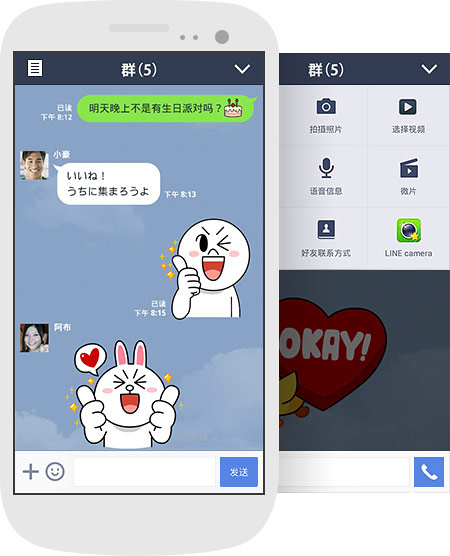 群(5)
已读
下午 8:12
明天晚上不是有生日派对吗？
小豪
いいね！
うちに集まろうよ
下午 8:13
已读
下午 8:15
阿布
发送
群(5)
拍摄照片
选择视频
语音信息
微片
好友联系方式
LINE camera
OKAY!